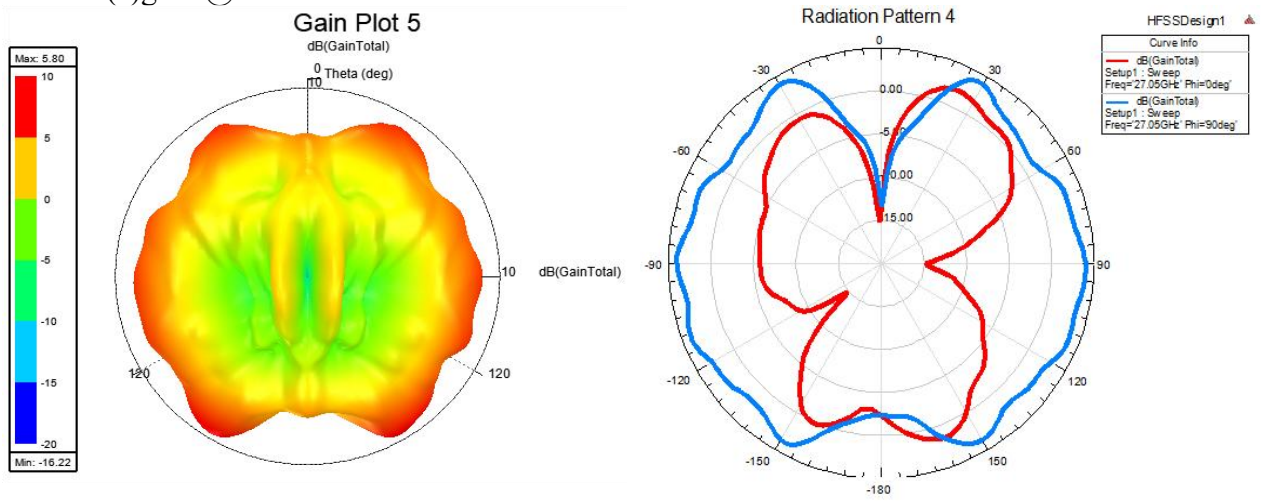 Gain Plot 5
dB(GainTotal)
Max: 5.80
10
5
0
-5
-10
-15
-20
Min: -16.22
0
10
Theta (deg)
10
dB(GainTotal)
120
120
Radiation Pattern 4
HFSSDesign1
Curve Info
dB(GainTotal)
Setup1 : Sweep
Freq='27.05GHz' Phi='0deg'
dB(GainTotal)
Setup1 : Sweep
Freq='27.05GHz' Phi='90deg'
0
-30
30
-60
60
-90
90
-120
120
-150
150
-180
0.00
15.00